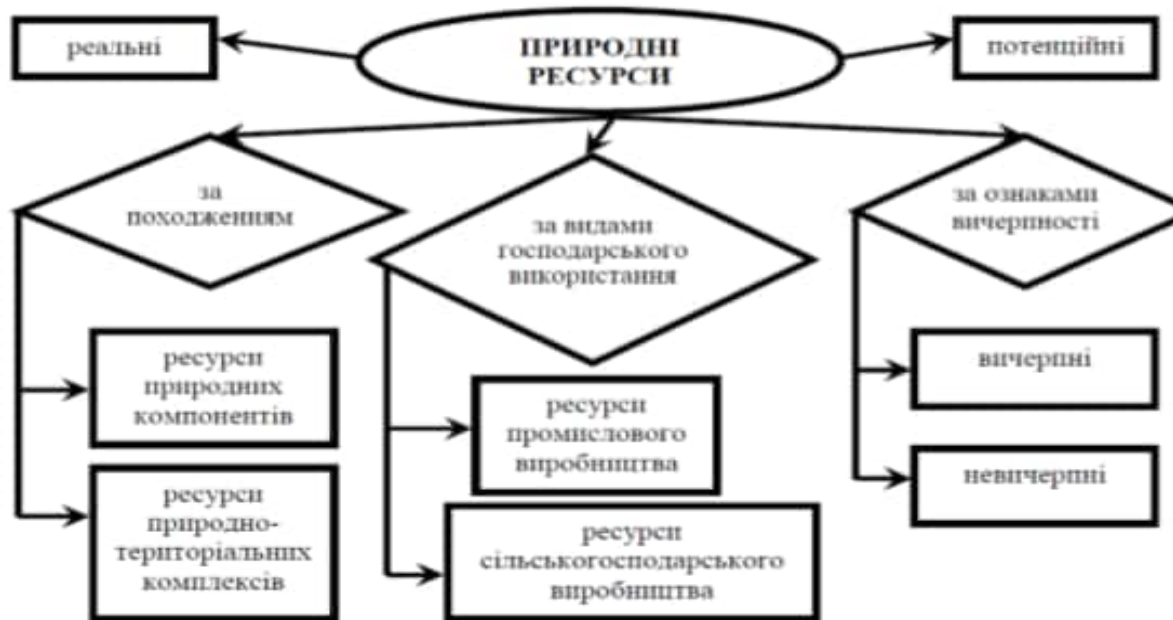 реальні
ПРИРОДНІ
РЕСУРСИ
потенційні
за
походженням
за видами
господарського
використання
за ознаками
вичерпності
ресурси
природних
компонентів
ресурси
природно-
територіальних
комплексів
ресурси
промислового
виробництва
ресурси
сільськогосподарського
виробництва
вичерпні
невичерпні